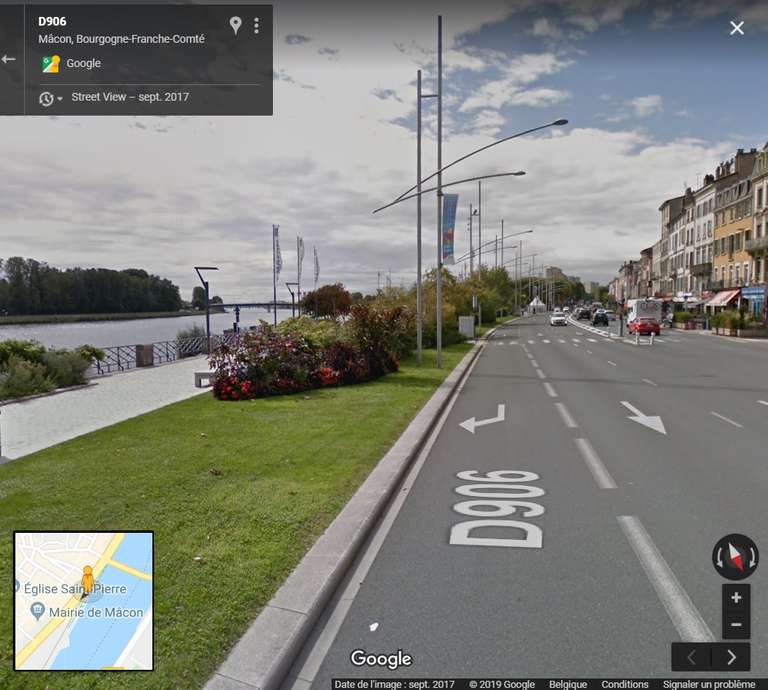 D906
Mâcon, Bourgogne-Franche-Comté
Google
Street View – sept. 2017
D906
Église Saint-Pierre
Mairie de Mâcon
Google
Date de l'image : sept. 2017 © 2019 Google Belgique Conditions Signaler un problème